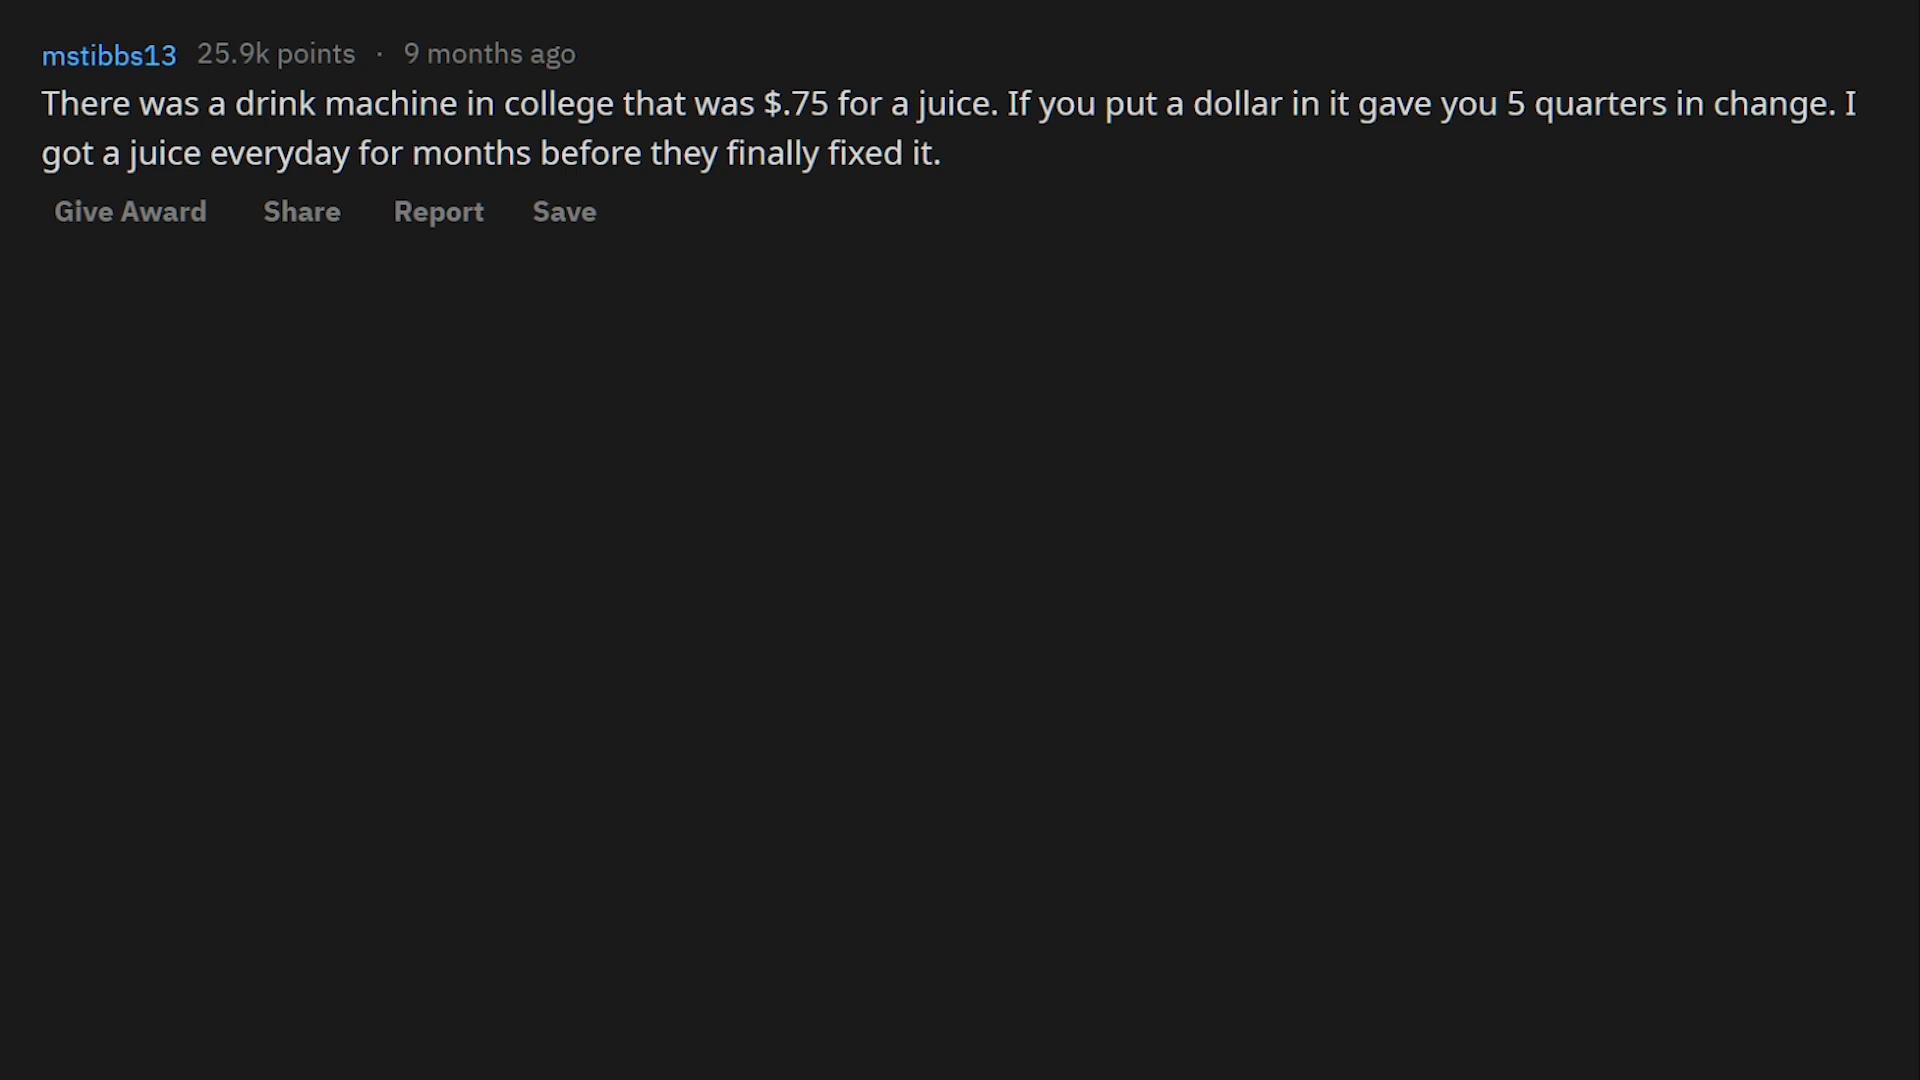 mstibbs13 25.9k points · 9 months ago
There was a drink machine in college that was $.75 for a juice. If you put a dollar in it gave you 5 quarters in change. I
got a juice everyday for months before they finally fixed it.
Give Award Share Report Save